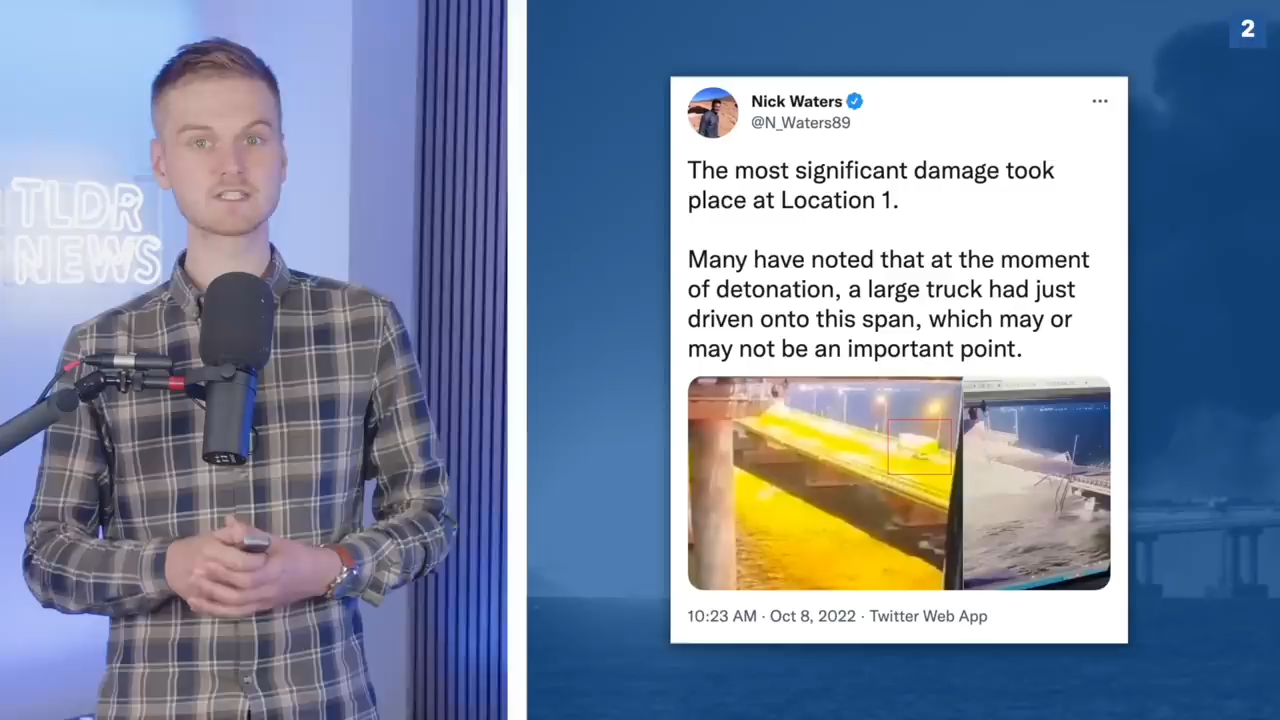 TLDR
NEWS
2
Nick Waters
@N_Waters89
The most significant damage took
place at Location 1.
Many have noted that at the moment
of detonation, a large truck had just
driven onto this span, which may or
may not be an important point.
10:23 AM · Oct 8, 2022 · Twitter Web App